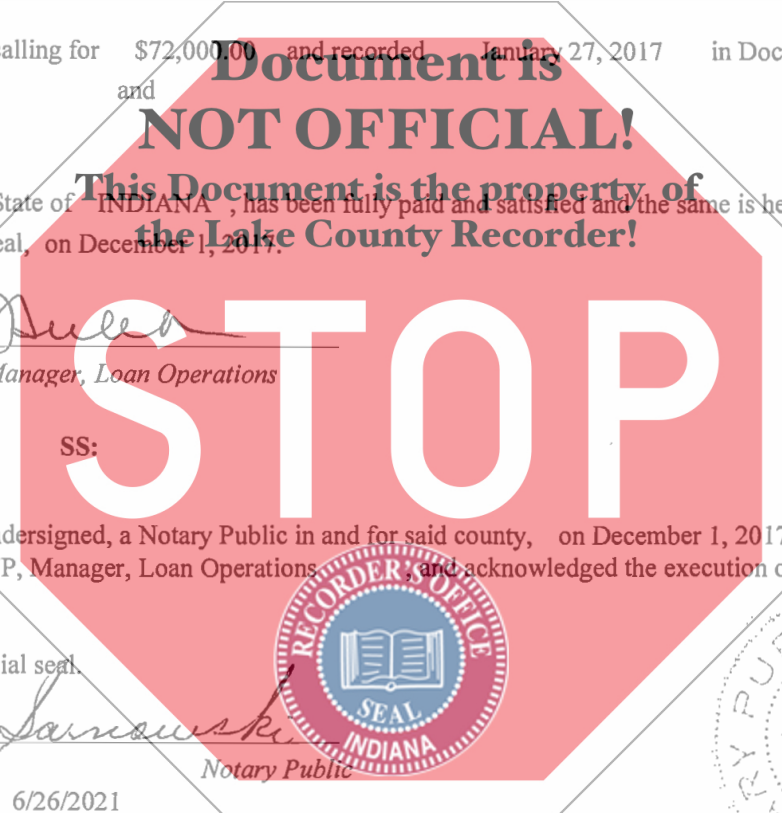 alling for $72,000.00 and recorded January 27, 2017 in Doc
Document is
and
NOT OFFICIAL!
This Document is the property of
State of INDIANA , has been fully paid and satisfied and the same is he
the Lake County Recorder!
eal, on December 1, 2017.
Manager, Loan Operations
STOP
SS:
dersigned, a Notary Public in and for said county, on December 1, 2017
P, Manager, Loan Operations , and acknowledged the execution o
RECORDER'S OFFICE
ial seal.
SEAL
INDIANA
Sarnowski
Notary Public
RY PU
6/26/2021